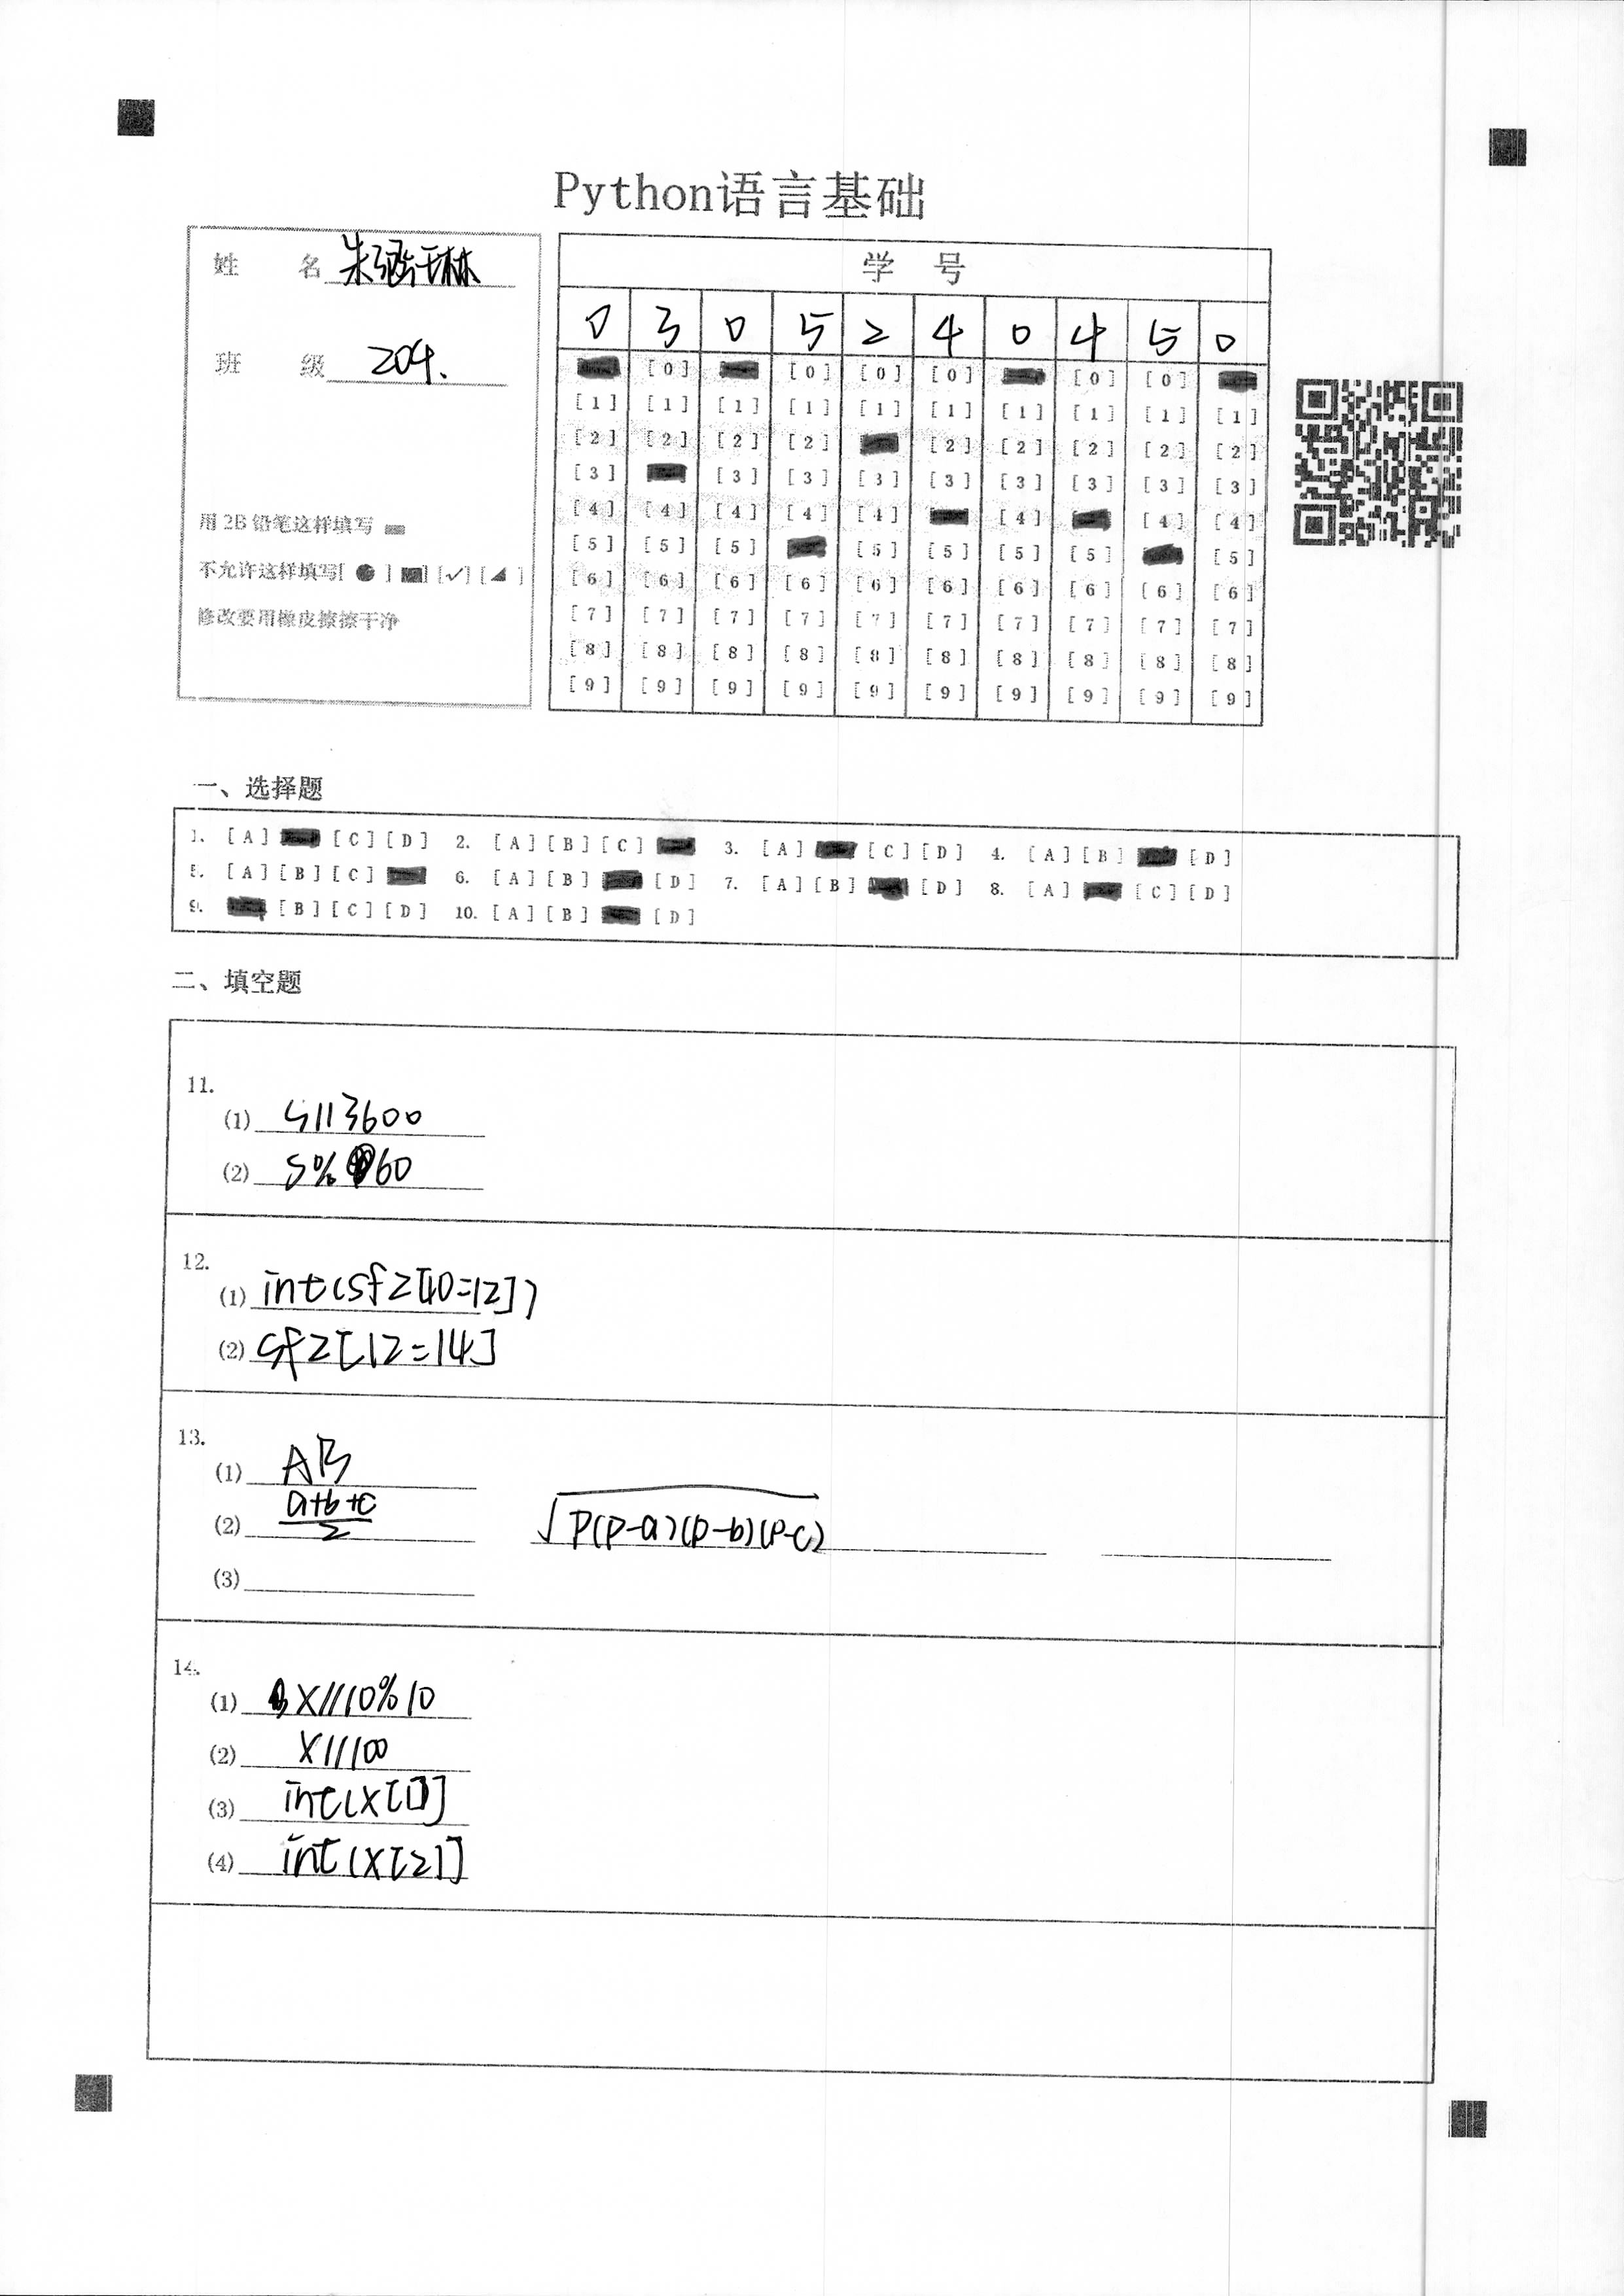 Python语言基础
姓 名 朱
班 级 204.
用 2B 铅笔这样填写
不允许这样填写[ ● ] [■] [✓] [◢ ]
修改要用橡皮擦擦干净
学 号
0 3 0 5 2 4 0 4 5 0
[0] [0] [0] [0] [0] [0]
[1] [1] [1] [1] [1] [1] [1] [1] [1] [1]
[2] [2] [2] [2] [2] [2] [2] [2] [2]
[3] [3] [3] [3] [3] [3] [3] [3] [3]
[4] [4] [4] [4] [4] [4] [4] [4]
[5] [5] [5] [5] [5] [5] [5] [5]
[6] [6] [6] [6] [6] [6] [6] [6] [6] [6]
[7] [7] [7] [7] [7] [7] [7] [7] [7] [7]
[8] [8] [8] [8] [8] [8] [8] [8] [8] [8]
[9] [9] [9] [9] [9] [9] [9] [9] [9] [9]
一、选择题
1. [A] [C] [D] 2. [A] [B] [C] 3. [A] [C] [D] 4. [A] [B] [D]
5. [A] [B] [C] 6. [A] [B] [D] 7. [A] [B] [D] 8. [A] [C] [D]
9. [B] [C] [D] 10. [A] [B] [D]
二、填空题
11.
(1) s//3600
(2) s% 60
12.
(1) int(sfz[10:12])
(2) sfz[12:14]
13.
(1) AB
(2) (a+b+c)/2 √p(p-a)(p-b)(p-c)
(3)
14.
(1) x//10%10
(2) x//100
(3) int(x[1]]
(4) int(x[2]]